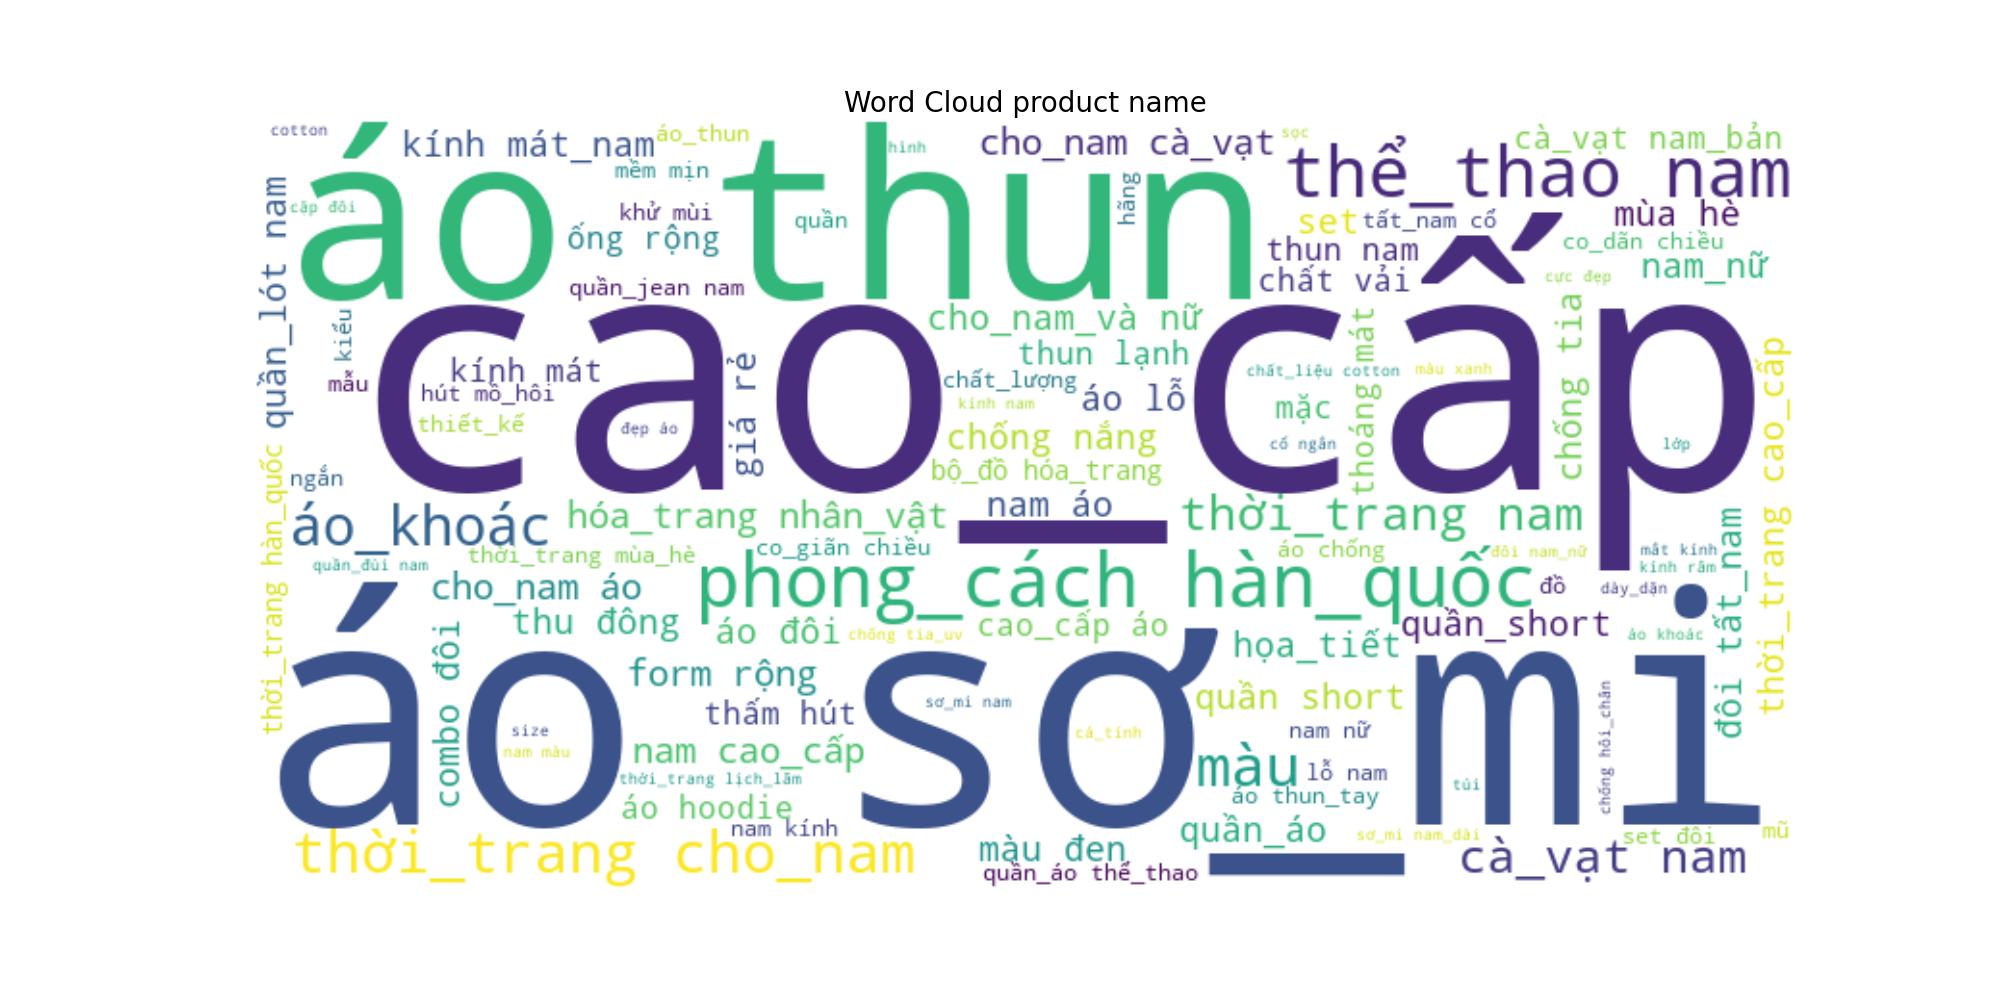 Word Cloud product name
cotton
áo thun
kính mát_nam
áo_thun
hình
cho_nam cà_vạt
sọc
cà_vạt nam_bản
thể_thao nam
mềm mịn
hãng
quần_lót nam
cặp đôi
khử mùi
quần
set
tất_nam cổ
mùa hè
ống rộng
thun nam
co_dãn chiều
chất vải
cực đẹp
nam_nữ
quần_jean nam
cao_cấp
kiểu
cho_nam_và nữ
thoáng mát
chống tia
thời_trang cao_cấp
thun lạnh
giá rẻ
kính mát
mẫu
hút mồ_hôi
chất_lượng
chất_liệu cotton
màu xanh
kính nam
áo lỗ
mặc
thiết_kế
đẹp áo
chống nắng
cổ ngắn
lớp
thời_trang hàn_quốc
ngắn
bộ_đồ hóa_trang
áo_khoác
hóa_trang nhân_vật
nam áo
thời_trang nam
đôi tất_nam
thời_trang mùa_hè
co_giãn chiều
áo chống
đôi nam_nữ
mắt kính
quần_đùi nam
kính râm
cho_nam áo
phong_cách hàn_quốc
đồ
dày_dặn
thu đông
áo đôi
chống tia_uv
cao_cấp áo
quần_short
áo khoác
áo_sơ_mi
combo đôi
họa_tiết
form rộng
quần short
chống hôi_chân
thấm hút
sơ_mi nam
size
nam màu
cá_tính
nam nữ
nam cao_cấp
màu
lỗ nam
thời_trang lịch_lãm
túi
áo thun_tay
áo hoodie
nam kính
quần_áo
sơ_mi nam_dài
set đôi
mũ
thời_trang cho_nam
màu đen
cà_vạt nam
quần_áo thể_thao